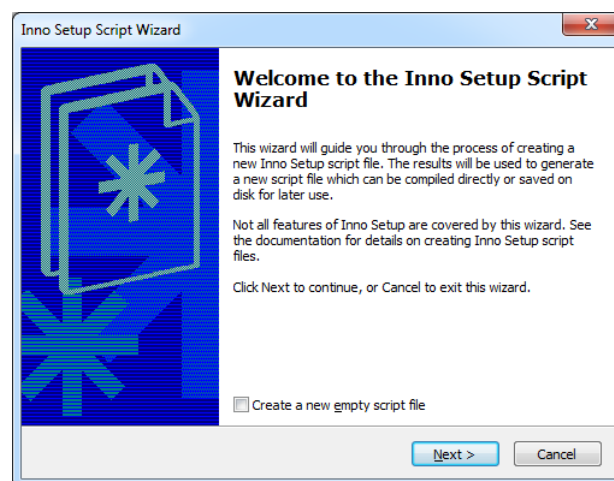 Inno Setup Script Wizard
Welcome to the Inno Setup Script
Wizard
This wizard will guide you through the process of creating a
new Inno Setup script file. The results will be used to generate
a new script file which can be compiled directly or saved on
disk for later use.
Not all features of Inno Setup are covered by this wizard. See
the documentation for details on creating Inno Setup script
files.
Click Next to continue, or Cancel to exit this wizard.
Create a new empty script file
Next > Cancel